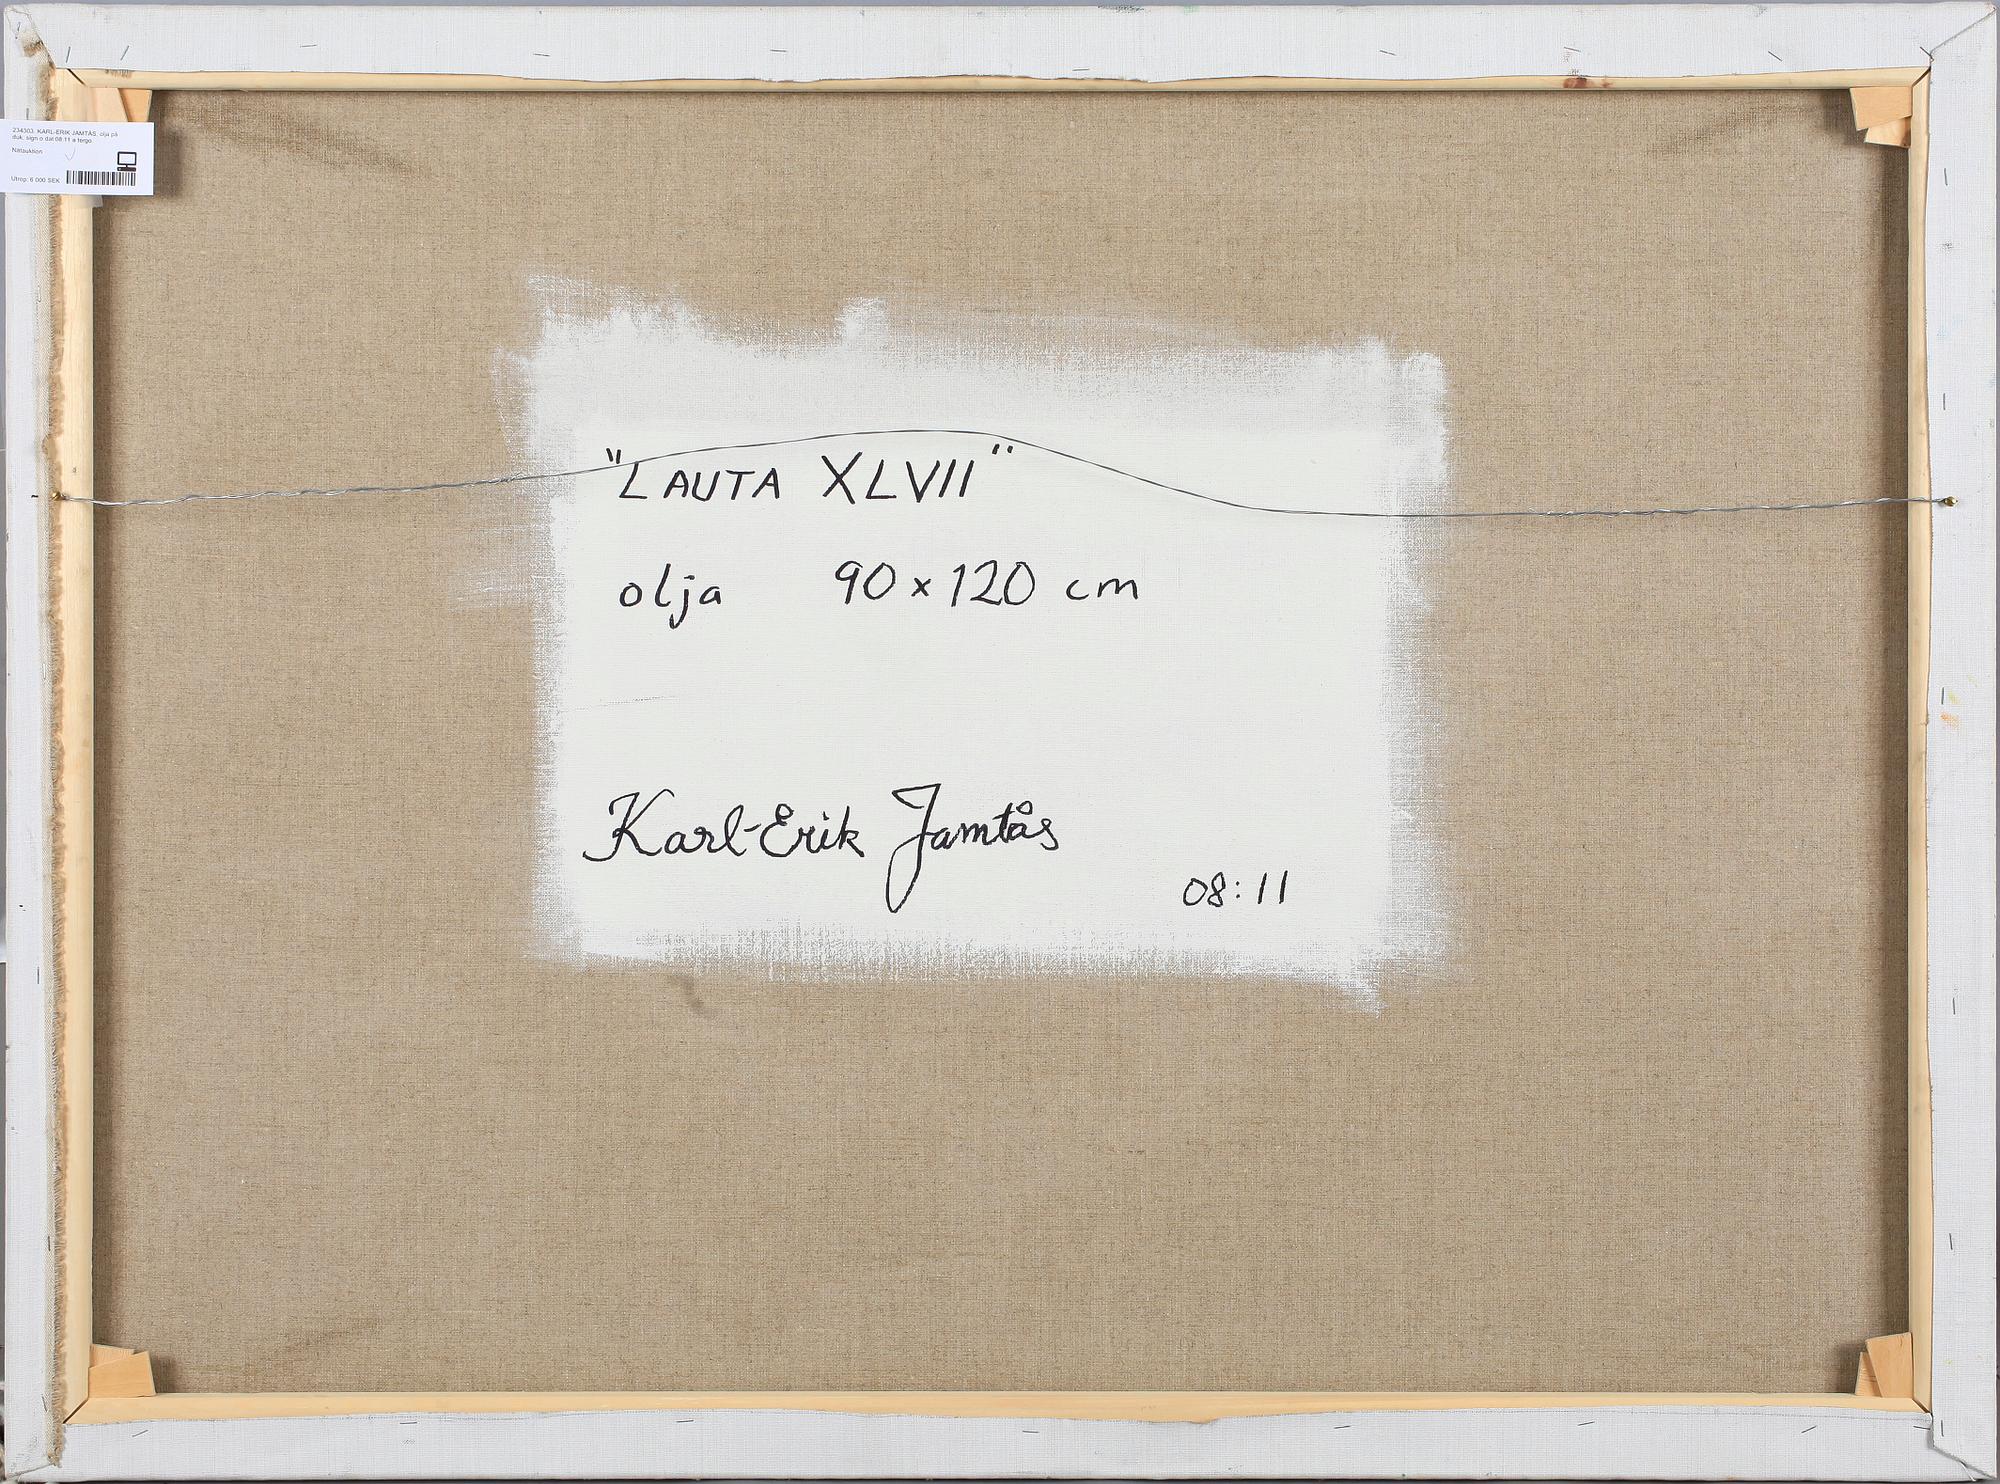 234303. KARL-ERIK JAMTÅS, olja på
duk, sign o dat 08:11 a tergo.
Nätauktion
Utrop: 6 000 SEK
"LAUTA XLVII"
olja 90 x 120 cm
Karl-Erik Jamtås
08:11